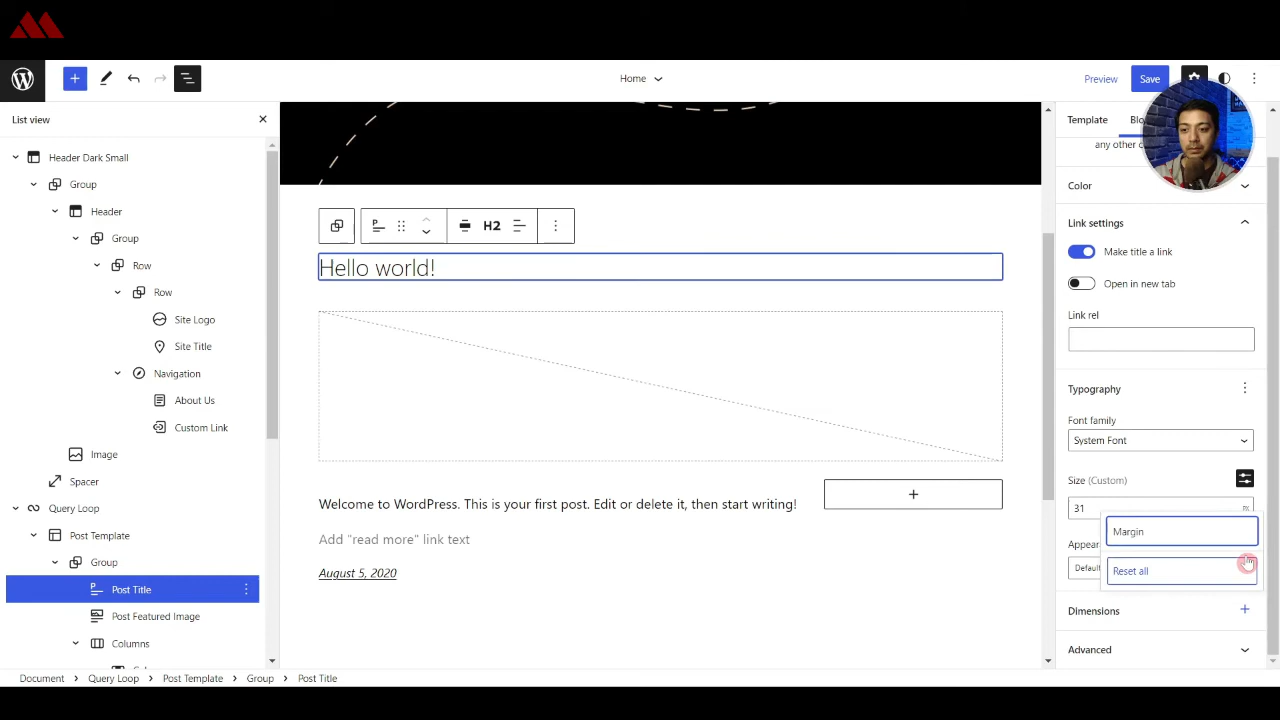 Home
Preview
Save
List view
Header Dark Small
Group
Header
Group
Row
Row
Site Logo
Site Title
Navigation
About Us
Custom Link
Image
Spacer
Query Loop
Post Template
Group
Post Title
Post Featured Image
Columns
H2
Hello world!
Welcome to WordPress. This is your first post. Edit or delete it, then start writing!
Add "read more" link text
August 5, 2020
Template
any other
Color
Link settings
Make title a link
Open in new tab
Link rel
Typography
Font family
System Font
Size (Custom)
31
Margin
Reset all
Dimensions
Advanced
Document
Query Loop
Post Template
Group
Post Title